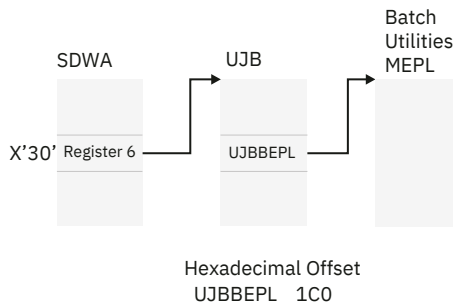 Batch
Utilities
MEPL
SDWA
UJB
X’30’ Register 6
UJBBEPL
Hexadecimal Offset
UJBBEPL 1C0